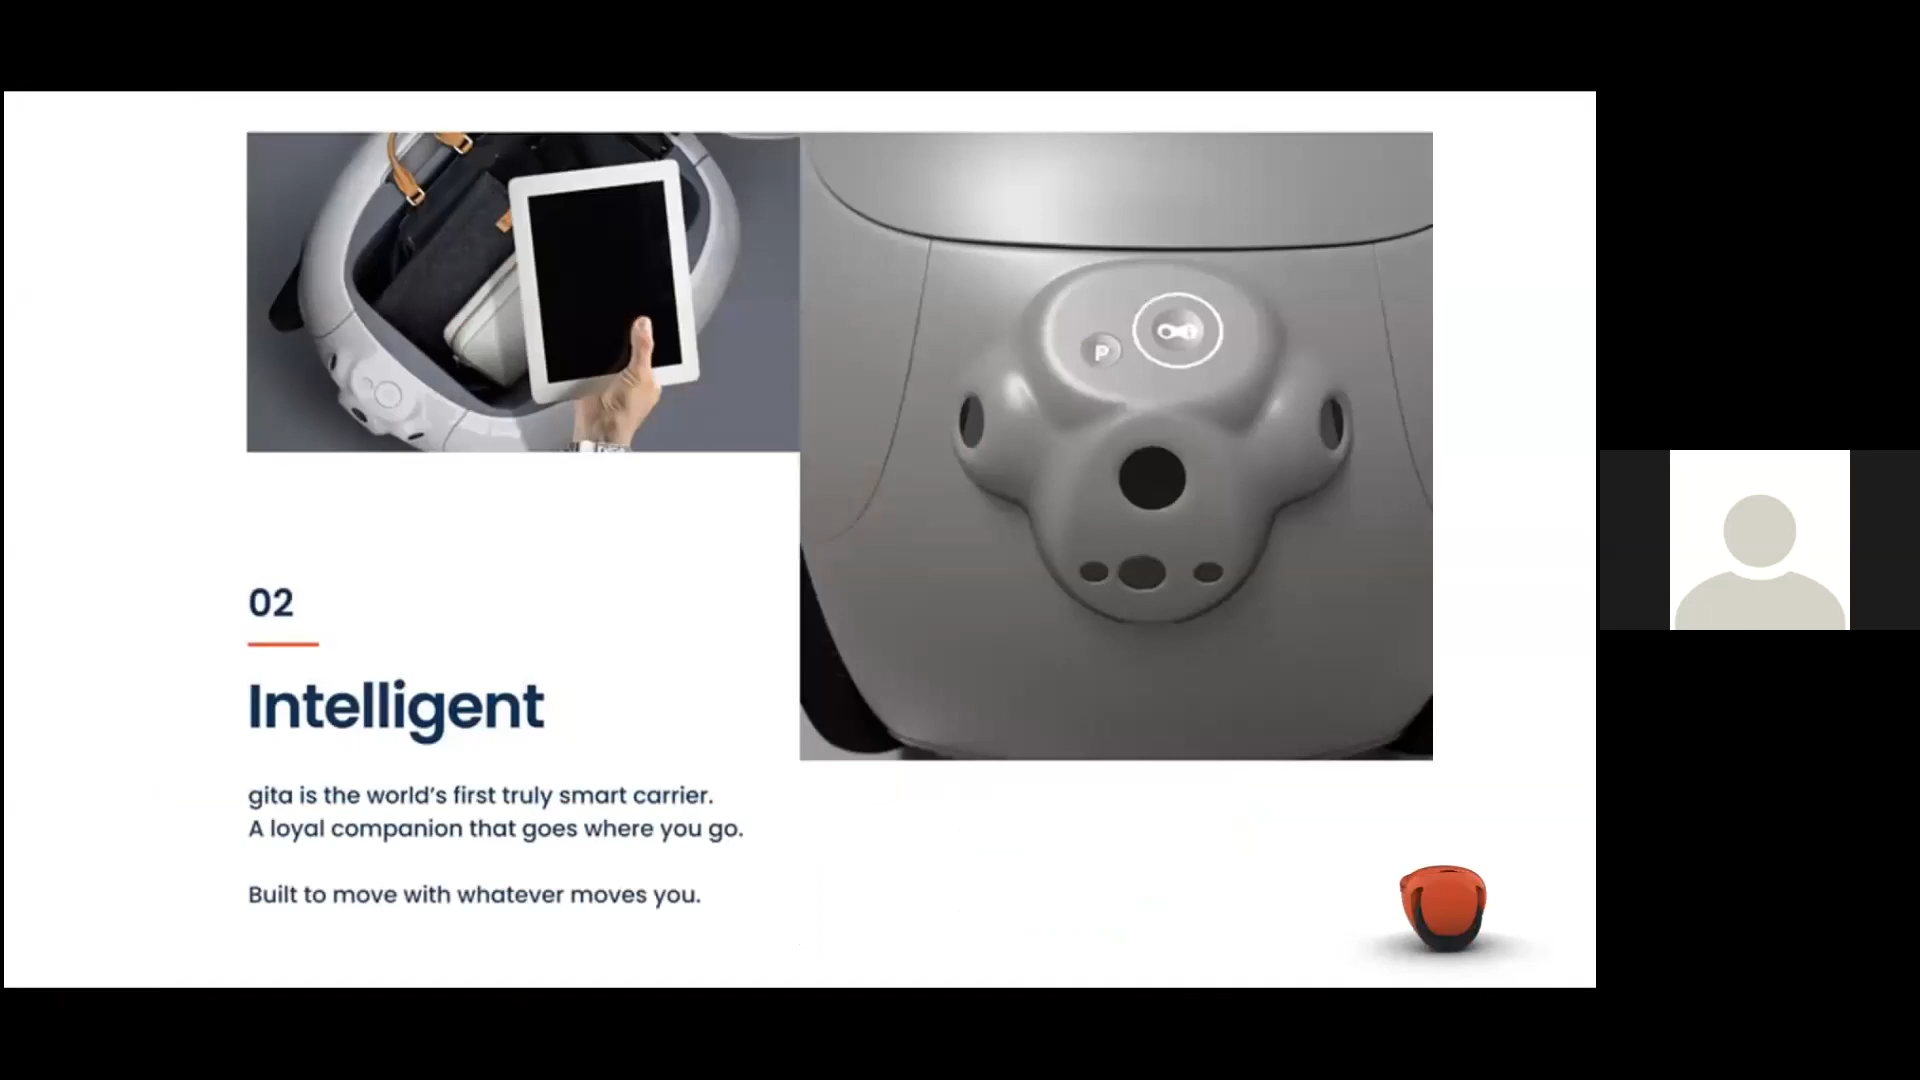 P
02
Intelligent
gita is the world’s first truly smart carrier.
A loyal companion that goes where you go.
Built to move with whatever moves you.